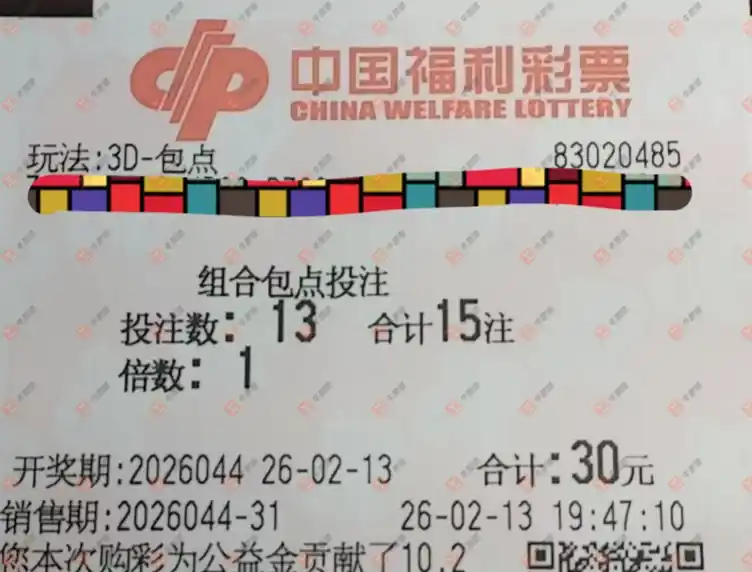 中国福利彩票
CHINA WELFARE LOTTERY
玩法:3D-包点 83020485
组合包点投注
投注数: 13 合计15注
倍数: 1
开奖期:2026044 26-02-13 合计:30元
销售期:2026044-31 26-02-13 19:47:10
您本次购彩为公益金贡献了10.2